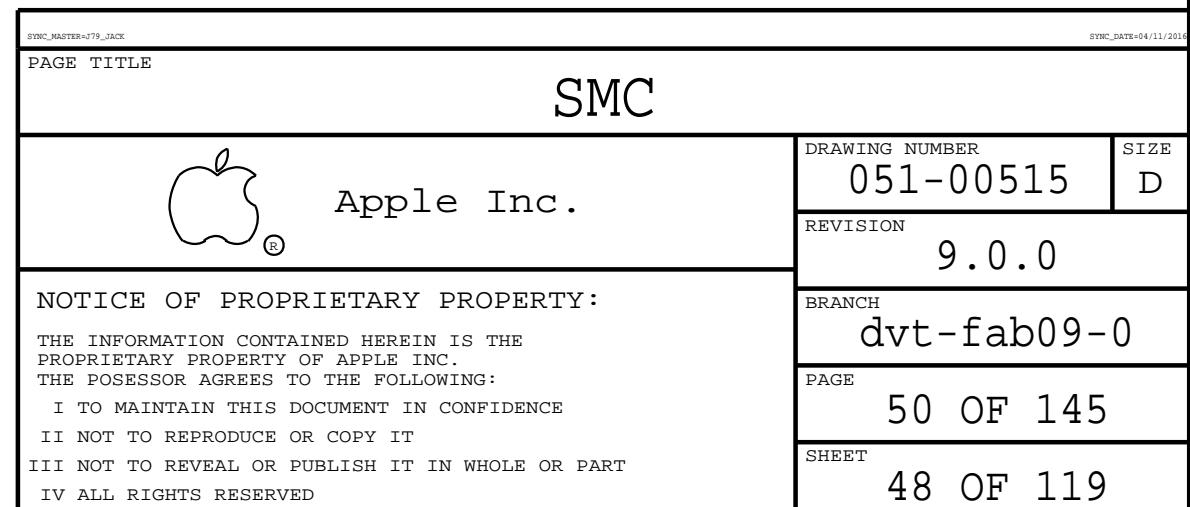 SYNC_MASTER=J79_JACK
SYNC_DATE=04/11/2016
PAGE TITLE
SMC
Apple Inc.
R
DRAWING NUMBER
051-00515
SIZE
D
REVISION
9.0.0
NOTICE OF PROPRIETARY PROPERTY:
THE INFORMATION CONTAINED HEREIN IS THE
PROPRIETARY PROPERTY OF APPLE INC.
THE POSESSOR AGREES TO THE FOLLOWING:
I TO MAINTAIN THIS DOCUMENT IN CONFIDENCE
II NOT TO REPRODUCE OR COPY IT
III NOT TO REVEAL OR PUBLISH IT IN WHOLE OR PART
IV ALL RIGHTS RESERVED
BRANCH
dvt-fab09-0
PAGE
50 OF 145
SHEET
48 OF 119